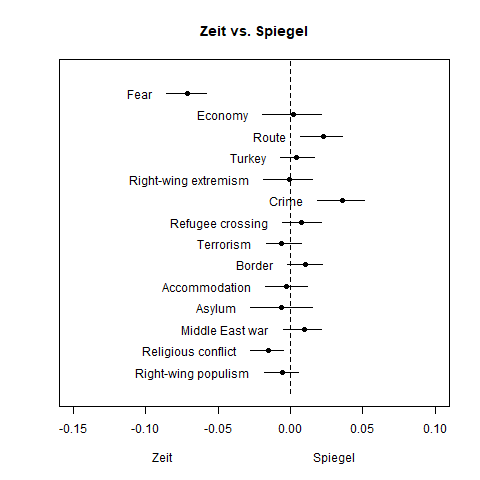 Zeit vs. Spiegel
Fear
Economy
Route
Turkey
Right-wing extremism
Crime
Refugee crossing
Terrorism
Border
Accommodation
Asylum
Middle East war
Religious conflict
Right-wing populism
-0.15 -0.10 -0.05 0.00 0.05 0.10
Zeit Spiegel